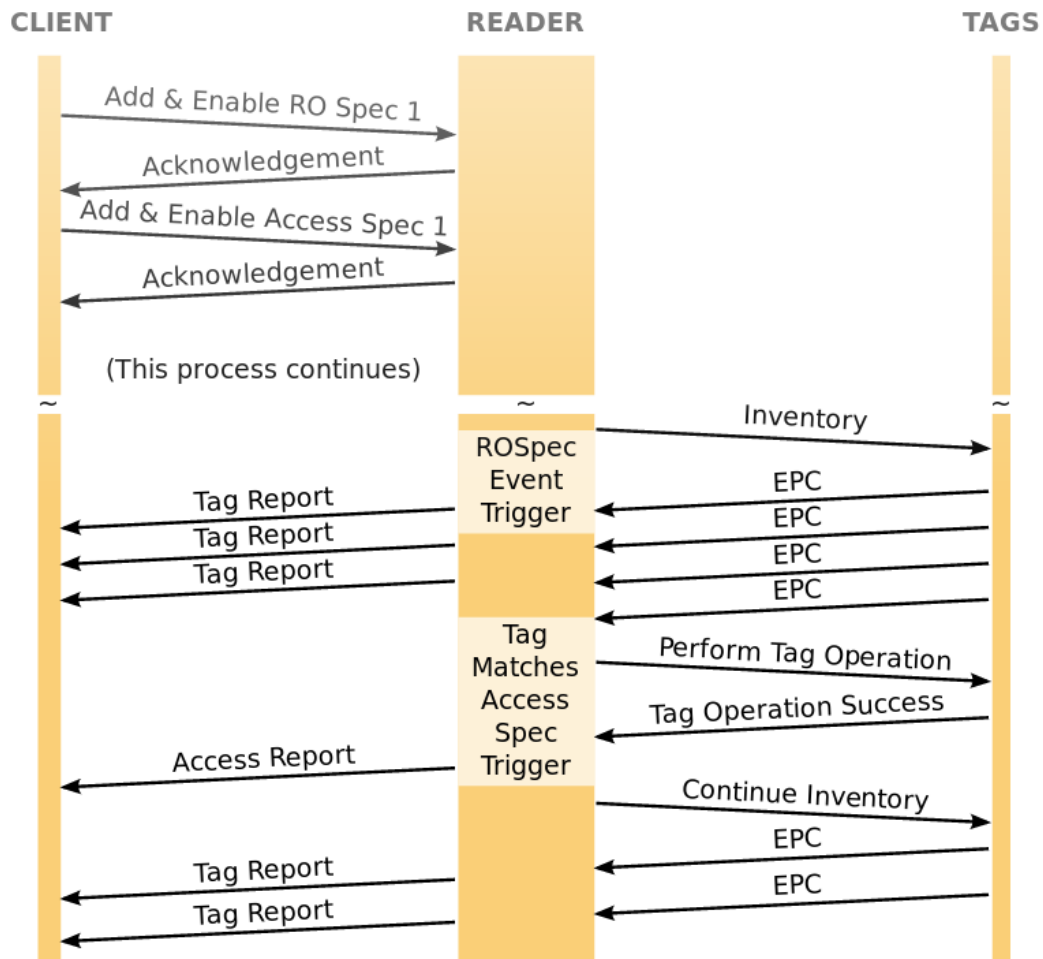 CLIENT READER TAGS
Add & Enable RO Spec 1
Acknowledgement
Add & Enable Access Spec 1
Acknowledgement
(This process continues)
~ ~ ~
Inventory
ROSpec
Event
Trigger
EPC
Tag Report
EPC
Tag Report
EPC
Tag Report
EPC
Tag
Matches
Access
Spec
Trigger
Perform Tag Operation
Tag Operation Success
Access Report
Continue Inventory
EPC
Tag Report
EPC
Tag Report